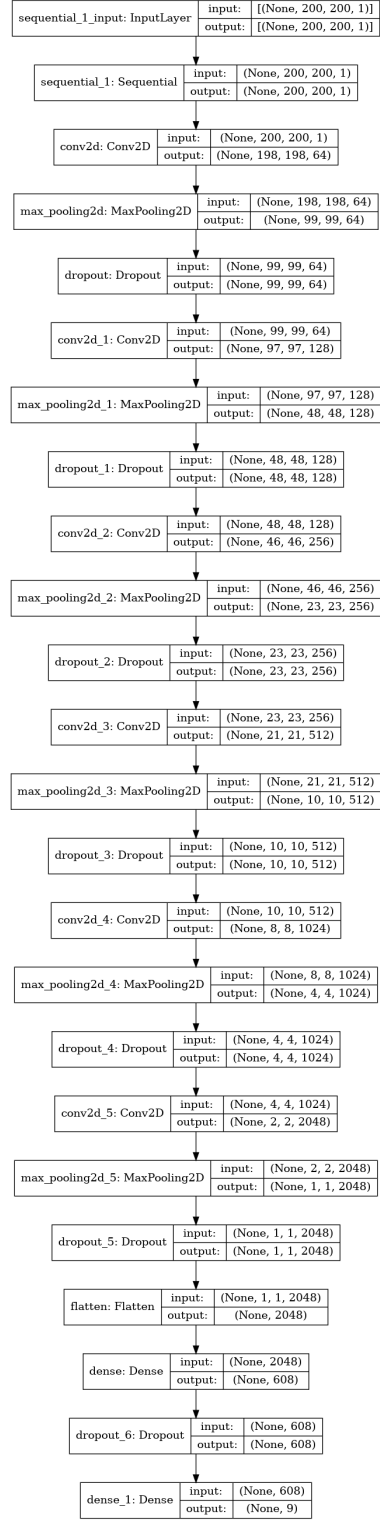 sequential_1_input: InputLayer input: [(None, 200, 200, 1)]
output: [(None, 200, 200, 1)]
sequential_1: Sequential input: (None, 200, 200, 1)
output: (None, 200, 200, 1)
conv2d: Conv2D input: (None, 200, 200, 1)
output: (None, 198, 198, 64)
max_pooling2d: MaxPooling2D input: (None, 198, 198, 64)
output: (None, 99, 99, 64)
dropout: Dropout input: (None, 99, 99, 64)
output: (None, 99, 99, 64)
conv2d_1: Conv2D input: (None, 99, 99, 64)
output: (None, 97, 97, 128)
max_pooling2d_1: MaxPooling2D input: (None, 97, 97, 128)
output: (None, 48, 48, 128)
dropout_1: Dropout input: (None, 48, 48, 128)
output: (None, 48, 48, 128)
conv2d_2: Conv2D input: (None, 48, 48, 128)
output: (None, 46, 46, 256)
max_pooling2d_2: MaxPooling2D input: (None, 46, 46, 256)
output: (None, 23, 23, 256)
dropout_2: Dropout input: (None, 23, 23, 256)
output: (None, 23, 23, 256)
conv2d_3: Conv2D input: (None, 23, 23, 256)
output: (None, 21, 21, 512)
max_pooling2d_3: MaxPooling2D input: (None, 21, 21, 512)
output: (None, 10, 10, 512)
dropout_3: Dropout input: (None, 10, 10, 512)
output: (None, 10, 10, 512)
conv2d_4: Conv2D input: (None, 10, 10, 512)
output: (None, 8, 8, 1024)
max_pooling2d_4: MaxPooling2D input: (None, 8, 8, 1024)
output: (None, 4, 4, 1024)
dropout_4: Dropout input: (None, 4, 4, 1024)
output: (None, 4, 4, 1024)
conv2d_5: Conv2D input: (None, 4, 4, 1024)
output: (None, 2, 2, 2048)
max_pooling2d_5: MaxPooling2D input: (None, 2, 2, 2048)
output: (None, 1, 1, 2048)
dropout_5: Dropout input: (None, 1, 1, 2048)
output: (None, 1, 1, 2048)
flatten: Flatten input: (None, 1, 1, 2048)
output: (None, 2048)
dense: Dense input: (None, 2048)
output: (None, 608)
dropout_6: Dropout input: (None, 608)
output: (None, 608)
dense_1: Dense input: (None, 608)
output: (None, 9)